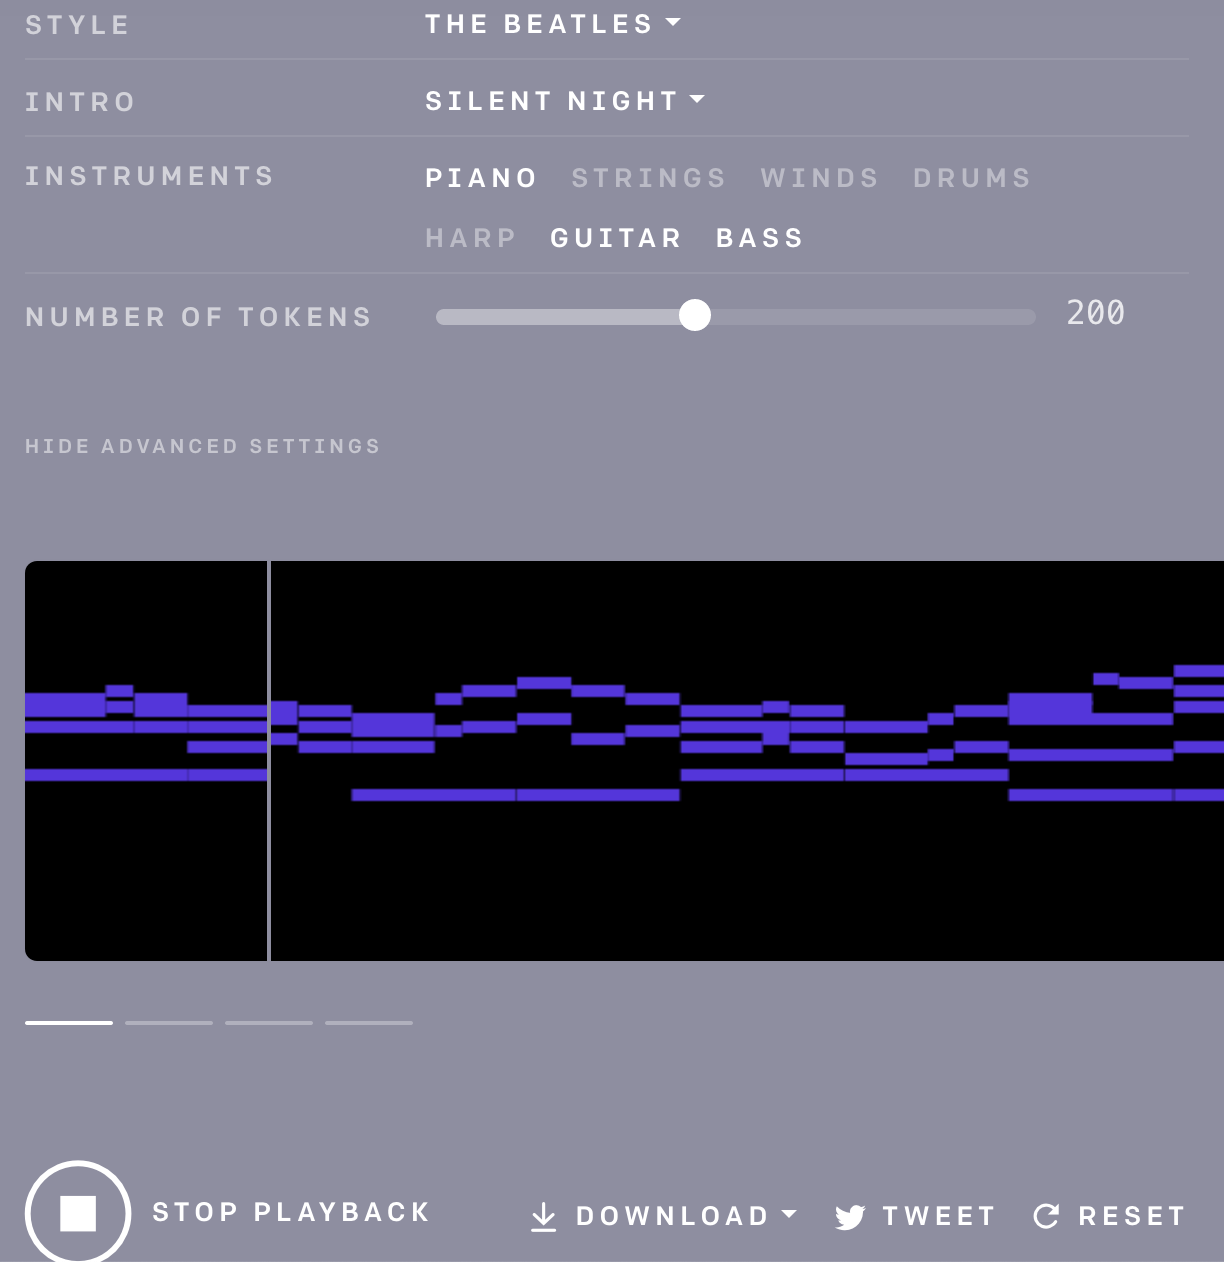 STYLE THE BEATLES
INTRO SILENT NIGHT
INSTRUMENTS PIANO STRINGS WINDS DRUMS
HARP GUITAR BASS
NUMBER OF TOKENS 200
HIDE ADVANCED SETTINGS
STOP PLAYBACK DOWNLOAD TWEET RESET